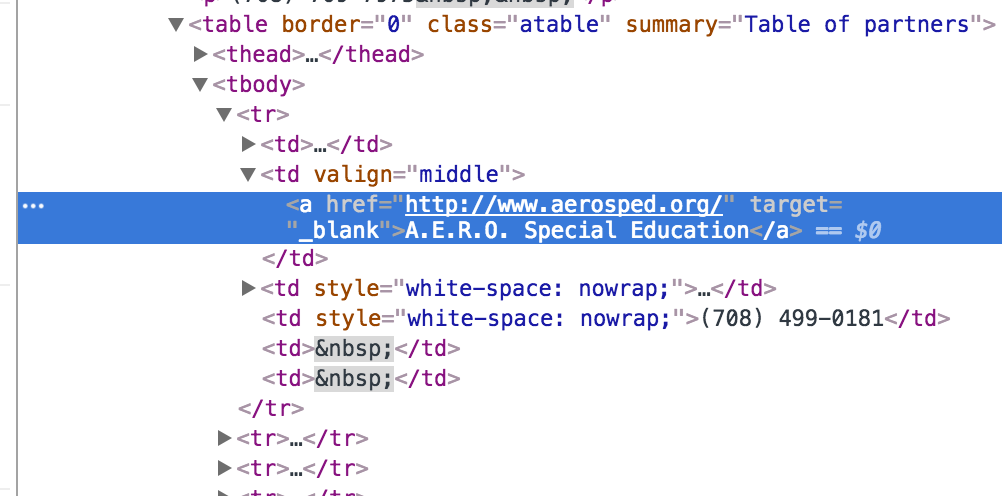 <table border="0" class="atable" summary="Table of partners">
<thead>…</thead>
<tbody>
<tr>
<td>…</td>
<td valign="middle">
<a href="http://www.aerosped.org/" target=
"_blank">A.E.R.O. Special Education</a> == $0
</td>
<td style="white-space: nowrap;">…</td>
<td style="white-space: nowrap;">(708) 499-0181</td>
<td>&nbsp;</td>
<td>&nbsp;</td>
</tr>
<tr>…</tr>
<tr>…</tr>